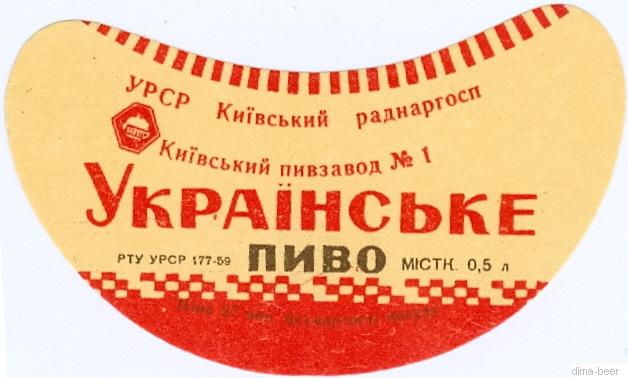 УРСР Київський раднаргосп
Київський пивзавод № 1
УКРАЇНСЬКЕ
РТУ УРСР 177-59 ПИВО МІСТК. 0,5 л
dima-beer